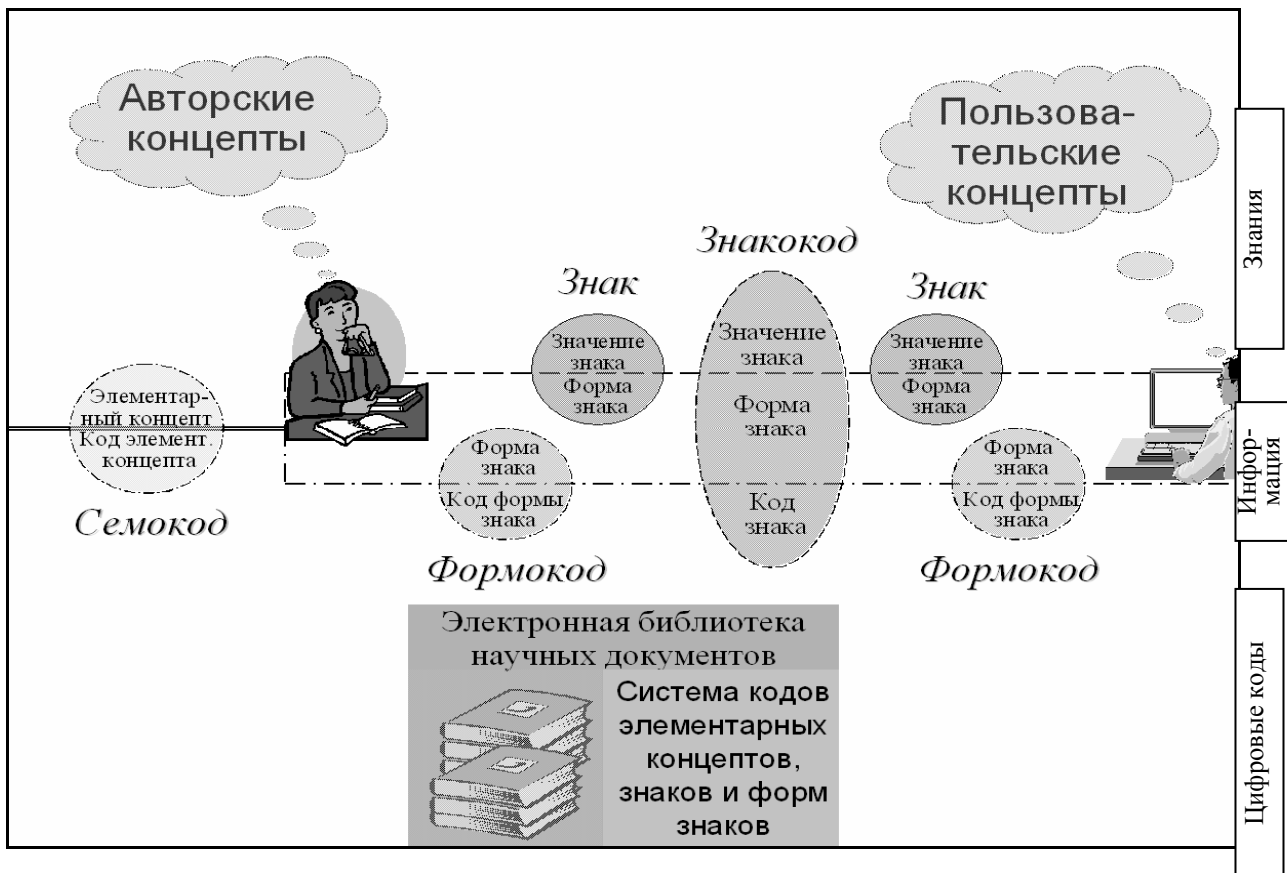 Авторские
концепты
Пользова-
тельские
концепты
Знания
Знакокод
Знак
Знак
Значение
знака
Форма
знака
Значение
знака
Форма
знака
Код
знака
Значение
знака
Форма
знака
Элементар-
ный концепт
Код элемент.
концепта
Семокод
Форма
знака
Код формы
знака
Формокод
Форма
знака
Код формы
знака
Формокод
Инфор-
мация
Электронная библиотека
научных документов
Система кодов
элементарных
концептов,
знаков и форм
знаков
Цифровые коды